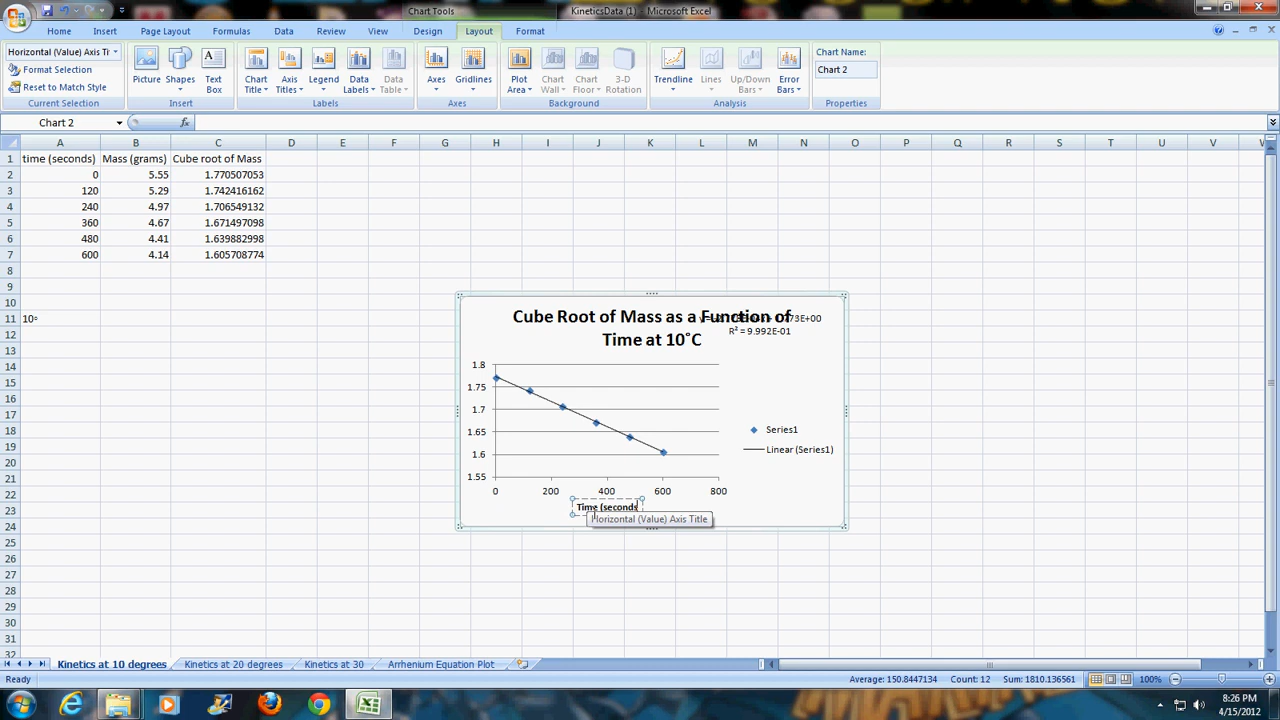 Chart Tools KineticsData (1) - Microsoft Excel
Home Insert Page Layout Formulas Data Review View Design Layout Format
Horizontal (Value) Axis Ti
Format Selection
Reset to Match Style
Current Selection
Picture Shapes Text Box
Insert
Chart Title Axis Titles Legend Data Labels Data Table
Labels
Axes Gridlines
Axes
Plot Area Chart Wall Chart Floor 3-D Rotation
Background
Trendline Lines Up/Down Bars Error Bars
Analysis
Chart Name:
Chart 2
Properties
Chart 2 fx
A B C D E F G H I J K L M N O P Q R S T U V
1 time (seconds) Mass (grams) Cube root of Mass
2 0 5.55 1.770507053
3 120 5.29 1.742416162
4 240 4.97 1.706549132
5 360 4.67 1.671497098
6 480 4.41 1.639882998
7 600 4.14 1.605708774
8
9
10
11 10◦
12
13
14
15
16
17
18
19
20
21
22
23
24
25
26
27
28
29
30
31
32
Cube Root of Mass as a Function of
Time at 10˚C
R² = 9.992E-01
1.8
1.75
1.7
1.65
1.6
1.55
0 200 400 600 800
Series1
Linear (Series1)
Time (seconds
Horizontal (Value) Axis Title
Kinetics at 10 degrees Kinetics at 20 degrees Kinetics at 30 Arrhenium Equation Plot
Ready Average: 150.8447134 Count: 12 Sum: 1810.136561 100%
8:26 PM
4/15/2012